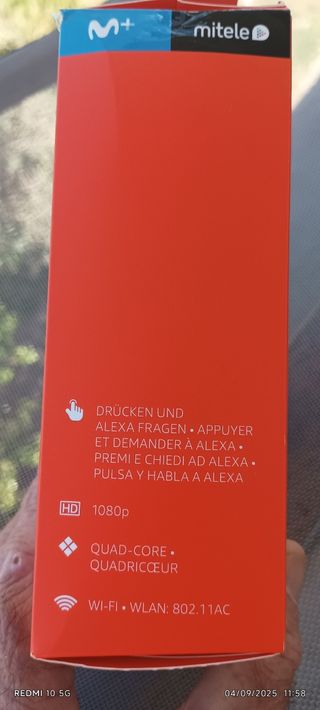 M+ mitele
DRÜCKEN UND
ALEXA FRAGEN • APPUYER
ET DEMANDER À ALEXA •
PREMI E CHIEDI AD ALEXA •
PULSA Y HABLA A ALEXA
HD 1080p
QUAD-CORE •
QUADRICŒUR
WI-FI • WLAN: 802.11AC
REDMI 10 5G 04/09/2025 11:58